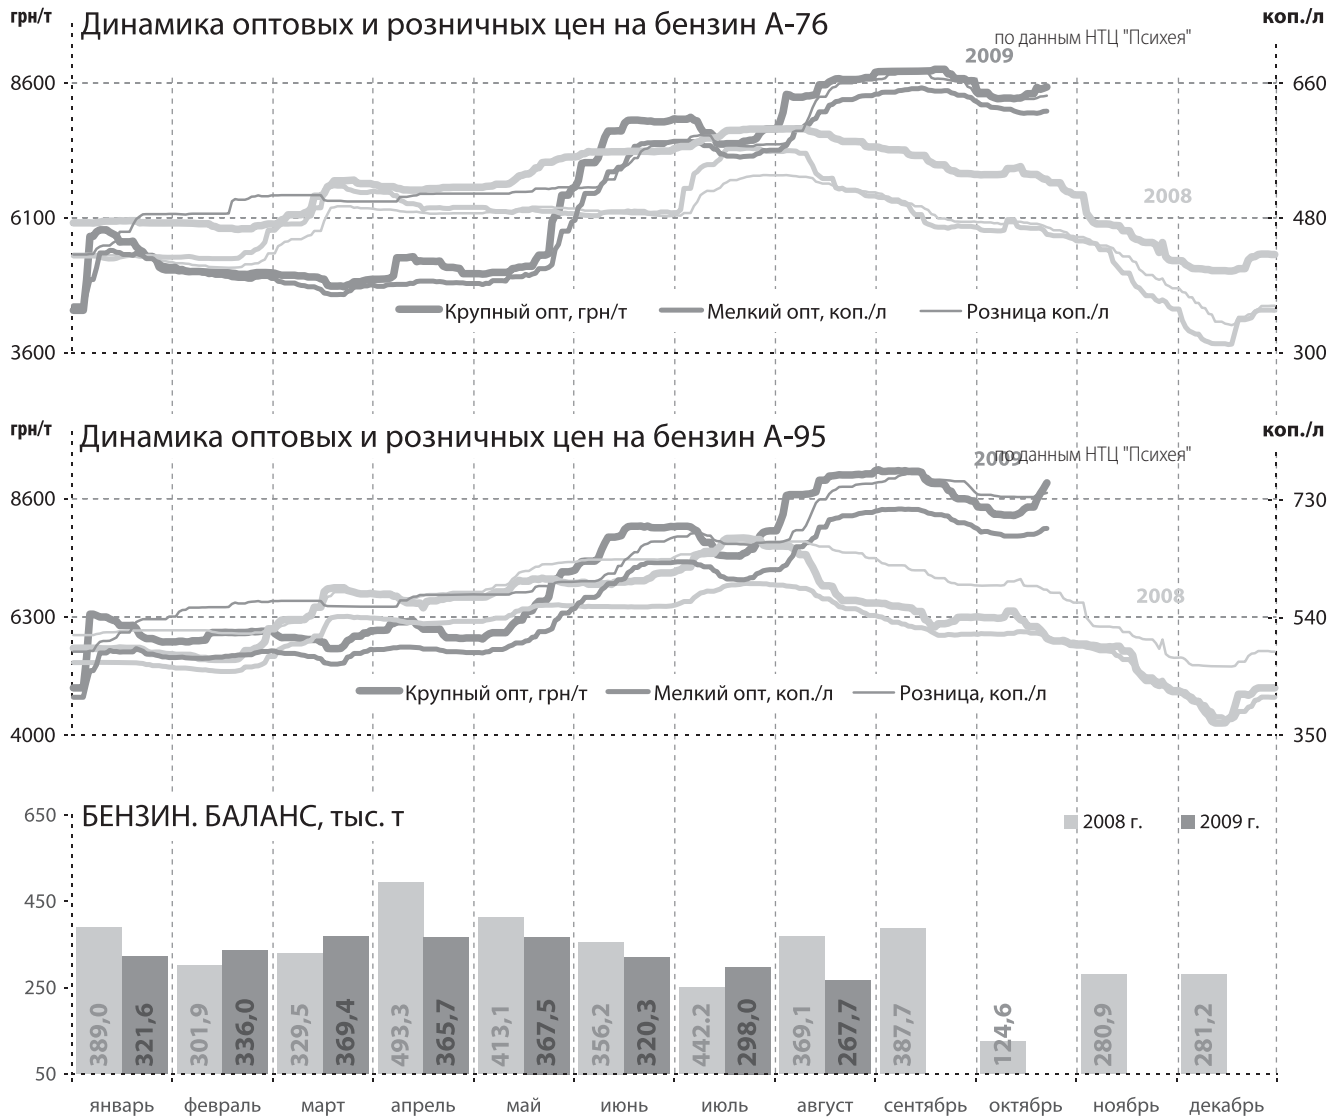 грн/т
Динамика оптовых и розничных цен на бензин А-76
коп./л
по данным НТЦ "Психея"
2009
8600
660
6100
2008
480
Крупный опт, грн/т
Мелкий опт, коп./л
Розница коп./л
3600
300
грн/т
Динамика оптовых и розничных цен на бензин А-95
коп./л
по данным НТЦ "Психея"
2009
8600
730
2008
6300
540
Крупный опт, грн/т
Мелкий опт, коп./л
Розница, коп./л
4000
350
650
БЕНЗИН. БАЛАНС, тыс. т
2008 г.
2009 г.
450
250
50
389,0
321,6
301,9
336,0
329,5
369,4
493,3
365,7
413,1
367,5
356,2
320,3
442.2
298,0
369,1
267,7
387,7
124,6
280,9
281,2
январь
февраль
март
апрель
май
июнь
июль
август
сентябрь
октябрь
ноябрь
декабрь